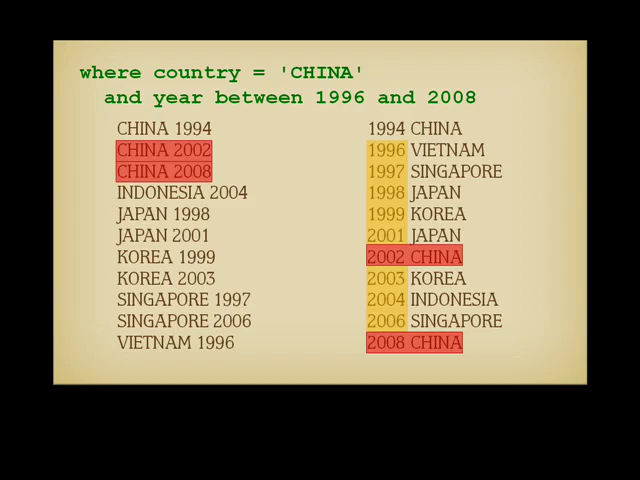 where country = 'CHINA'
and year between 1996 and 2008
CHINA 1994
CHINA 2002
CHINA 2008
INDONESIA 2004
JAPAN 1998
JAPAN 2001
KOREA 1999
KOREA 2003
SINGAPORE 1997
SINGAPORE 2006
VIETNAM 1996
1994 CHINA
1996 VIETNAM
1997 SINGAPORE
1998 JAPAN
1999 KOREA
2001 JAPAN
2002 CHINA
2003 KOREA
2004 INDONESIA
2006 SINGAPORE
2008 CHINA